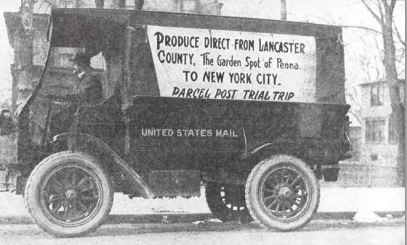 PRODUCE DIRECT FROM LANCASTER
COUNTY, THE GARDEN SPOT OF PENNA.
TO NEW YORK CITY.
PARCEL POST TRIAL TRIP
UNITED STATES MAIL